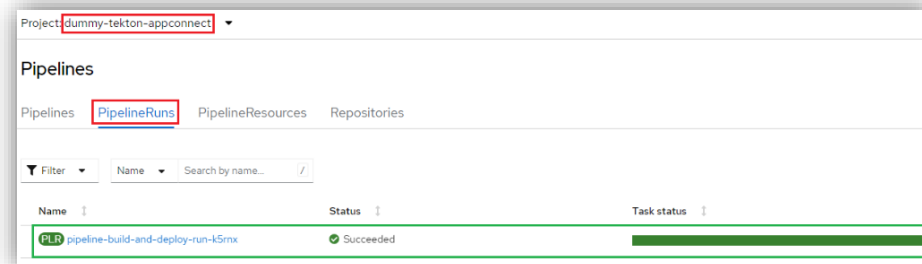 Project: dummy-tekton-appconnect
Pipelines
Pipelines PipelineRuns PipelineResources Repositories
Filter Name Search by name... /
Name Status Task status
PLR pipeline-build-and-deploy-run-k5rnx Succeeded